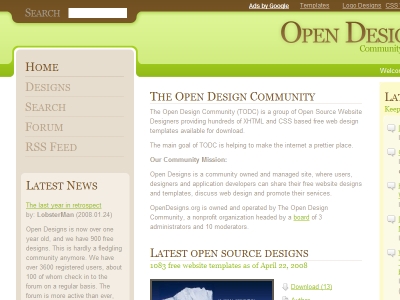 SEARCH
Ads by Google
Templates
Logo Designs
CSS
OPEN DESIG
Community
Welco
HOME
DESIGNS
SEARCH
FORUM
RSS FEED
LATEST NEWS
The last year in retrospect
by: LobsterMan (2008.01.24)
Open Designs is now over one
year old, and we have 900 free
designs. This is hardly a fledgling
community anymore. We have
over 3600 registered users, about
100 of whom check in to the
forum on a regular basis. The
forum is more active than ever,
THE OPEN DESIGN COMMUNITY
The Open Design Community (TODC) is a group of Open Source Website
Designers providing hundreds of XHTML and CSS based free web design
templates available for download.
The main goal of TODC is helping to make the internet a prettier place.
Our Community Mission:
Open Designs is a community owned and managed site, where users,
designers and application developers can share their free website designs
and templates, discuss web design and promote their services.
OpenDesigns.org is owned and operated by The Open Design
Community, a nonprofit organization headed by a board of 3
administrators and 10 moderators.
LATEST OPEN SOURCE DESIGNS
1083 free website templates as of April 22, 2008
Download (13)
Author
LAT
Keep